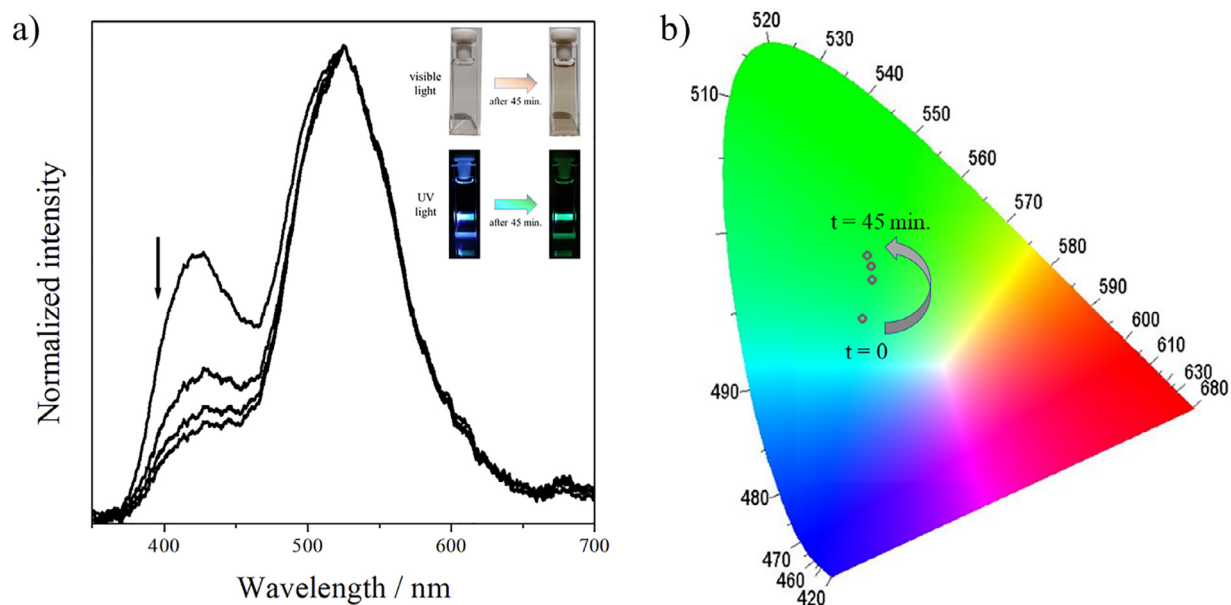 a)
Normalized intensity
visible
light
after 45 min.
UV
light
after 45 min.
400
500
600
700
Wavelength / nm
b)
520
530
540
550
560
570
580
590
600
610
630
680
510
490
480
470
460
420
t = 45 min.
t = 0